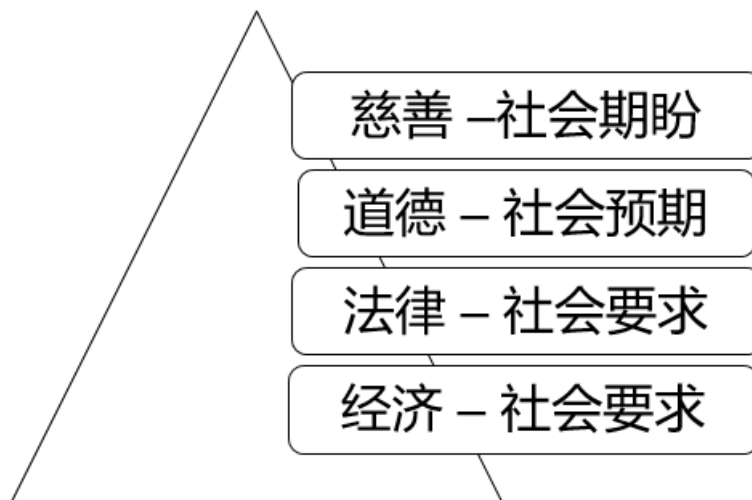 慈善 –社会期盼
道德 – 社会预期
法律 – 社会要求
经济 – 社会要求